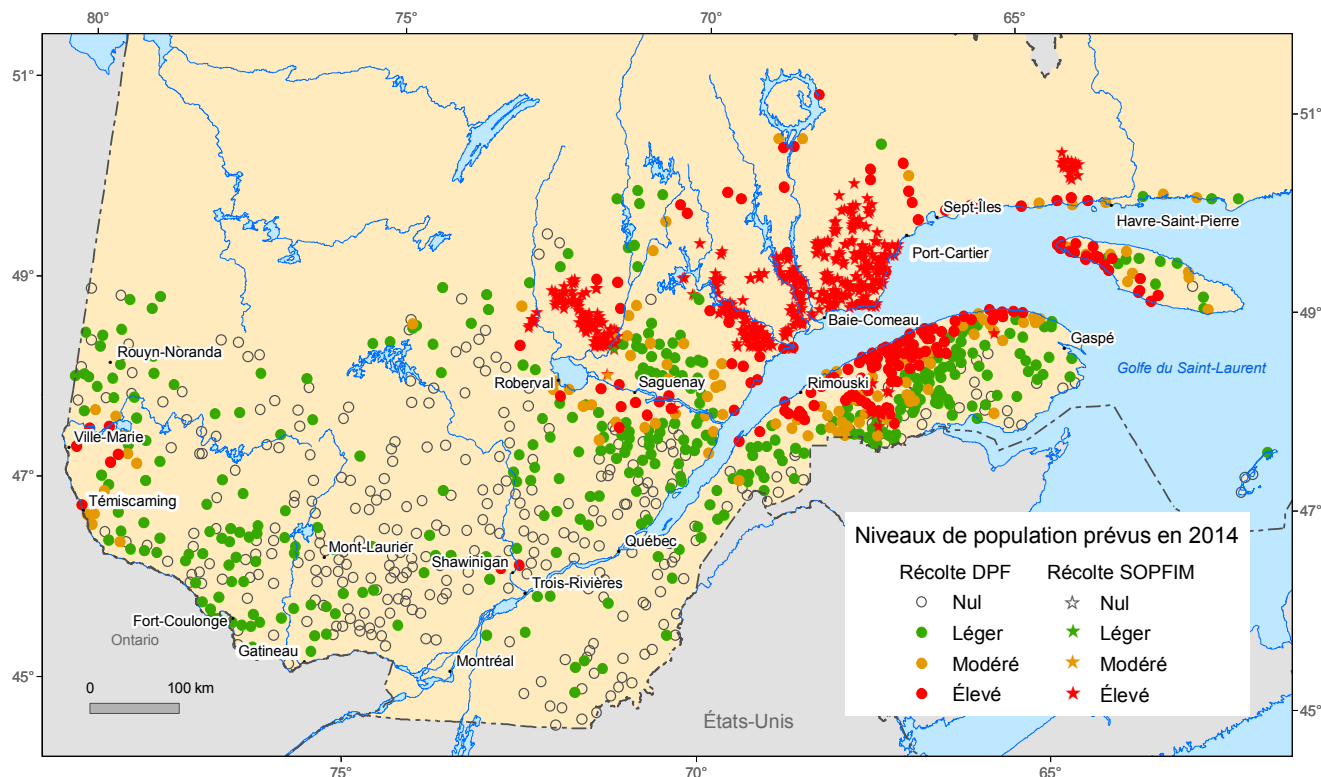 80° 75° 70° 65°
51° 51°
Sept-Îles
Havre-Saint-Pierre
Port-Cartier
49° 49°
Baie-Comeau
Gaspé
Rouyn-Noranda
Golfe du Saint-Laurent
Roberval Saguenay Rimouski
Ville-Marie
47° 47°
Témiscaming
Niveaux de population prévus en 2014
Récolte DPF Récolte SOPFIM
Nul Nul
Léger Léger
Modéré Modéré
Élevé Élevé
Québec
Mont-Laurier
Shawinigan
Trois-Rivières
Fort-Coulonge
Ontario
Gatineau
Montréal
45° 45°
0 100 km
États-Unis
75° 70° 65°